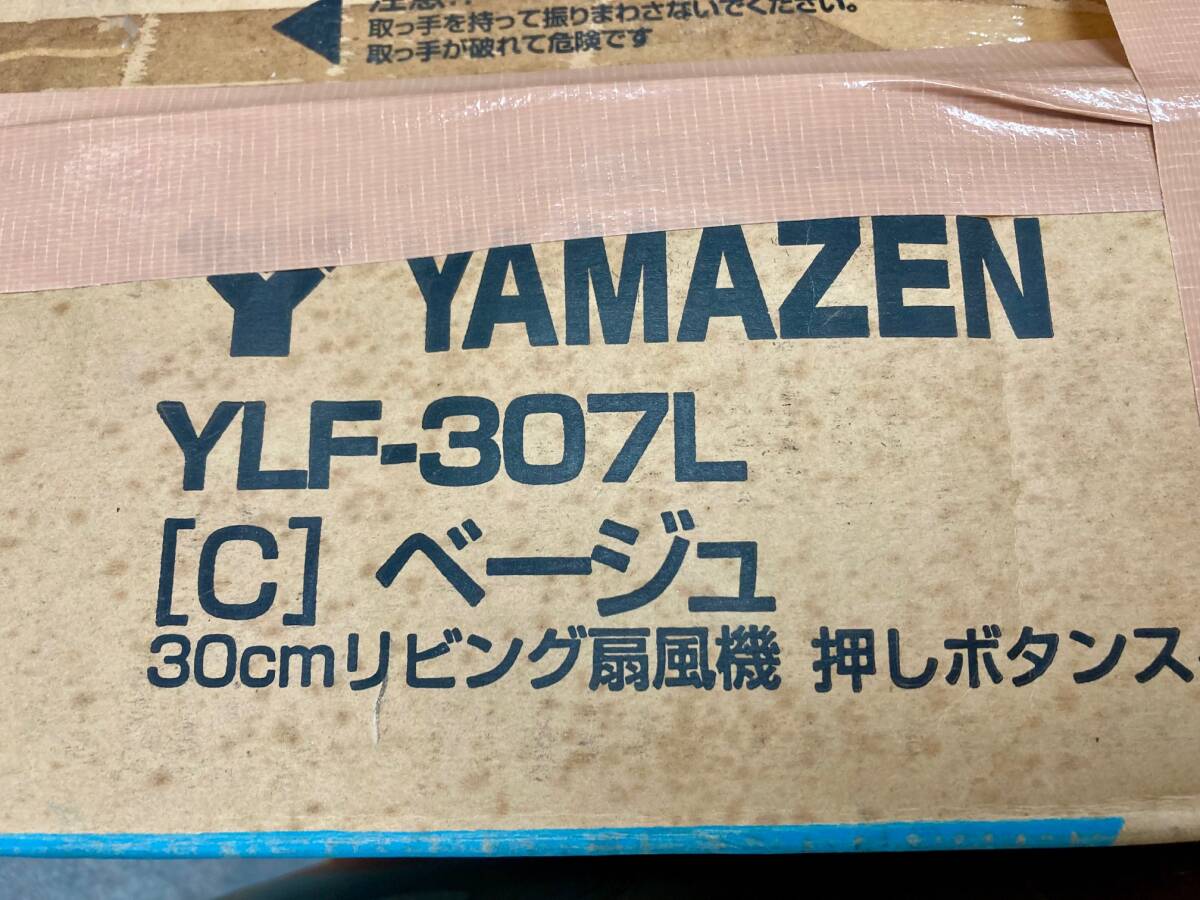 注意!!
取っ手を持って振りまわさないでください。
取っ手が破れて危険です
YAMAZEN
YLF-307L
[C] ベージュ
30cmリビング扇風機 押しボタンス